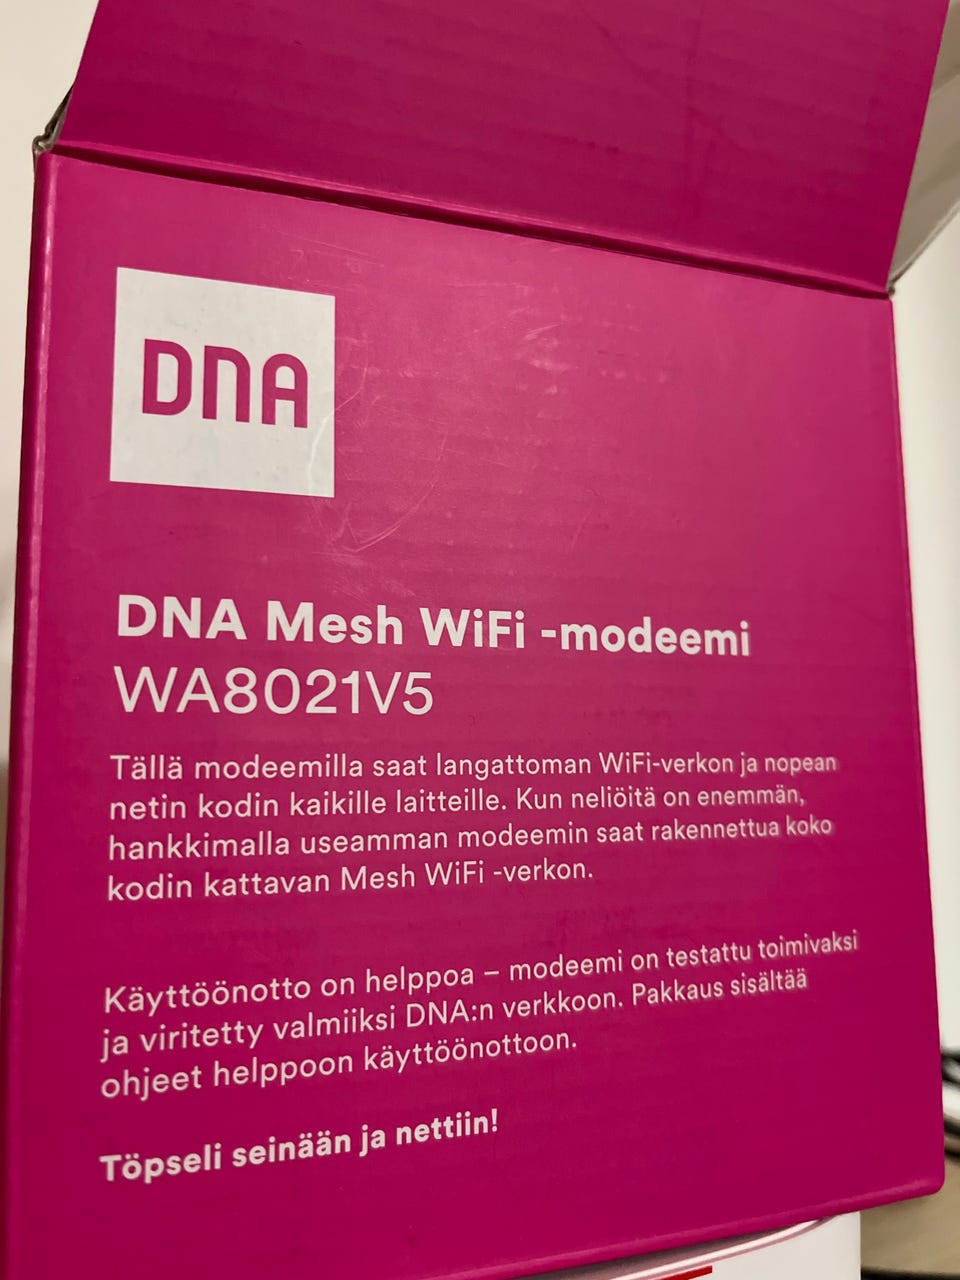 DNA
DNA Mesh WiFi -modeemi
WA8021V5
Tällä modeemilla saat langattoman WiFi-verkon ja nopean
netin kodin kaikille laitteille. Kun neliöitä on enemmän,
hankkimalla useamman modeemin saat rakennettua koko
kodin kattavan Mesh WiFi -verkon.
Käyttöönotto on helppoa – modeemi on testattu toimivaksi
ja viritetty valmiiksi DNA:n verkkoon. Pakkaus sisältää
ohjeet helppoon käyttöönottoon.
Töpseli seinään ja nettiin!